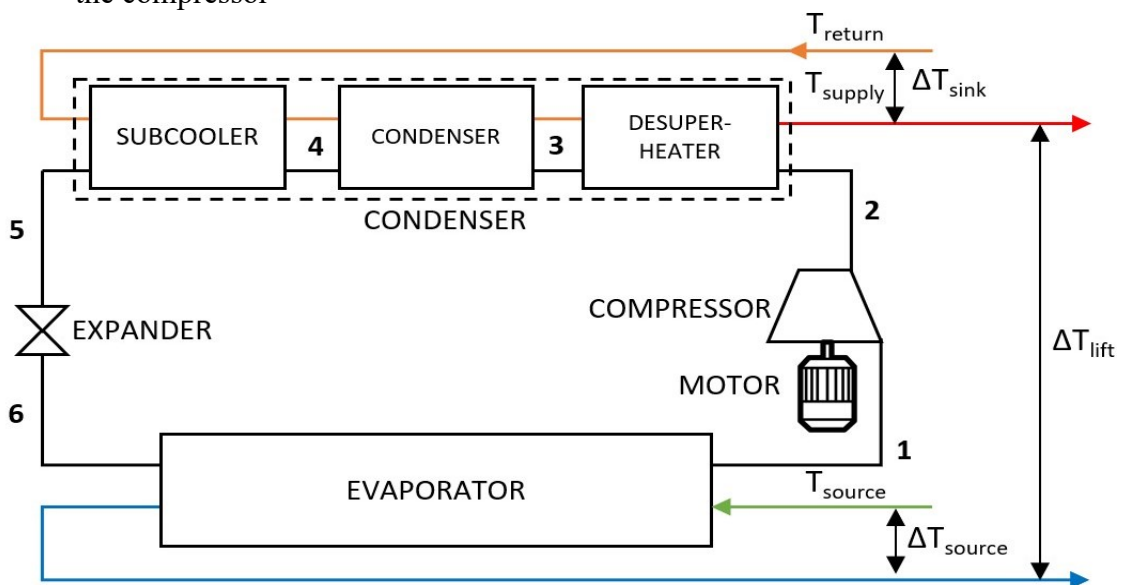 the compressor
T_return
T_supply
ΔT_sink
SUBCOOLER
4
CONDENSER
3
DESUPER-
HEATER
CONDENSER
2
5
COMPRESSOR
EXPANDER
ΔT_lift
MOTOR
6
1
EVAPORATOR
T_source
ΔT_source